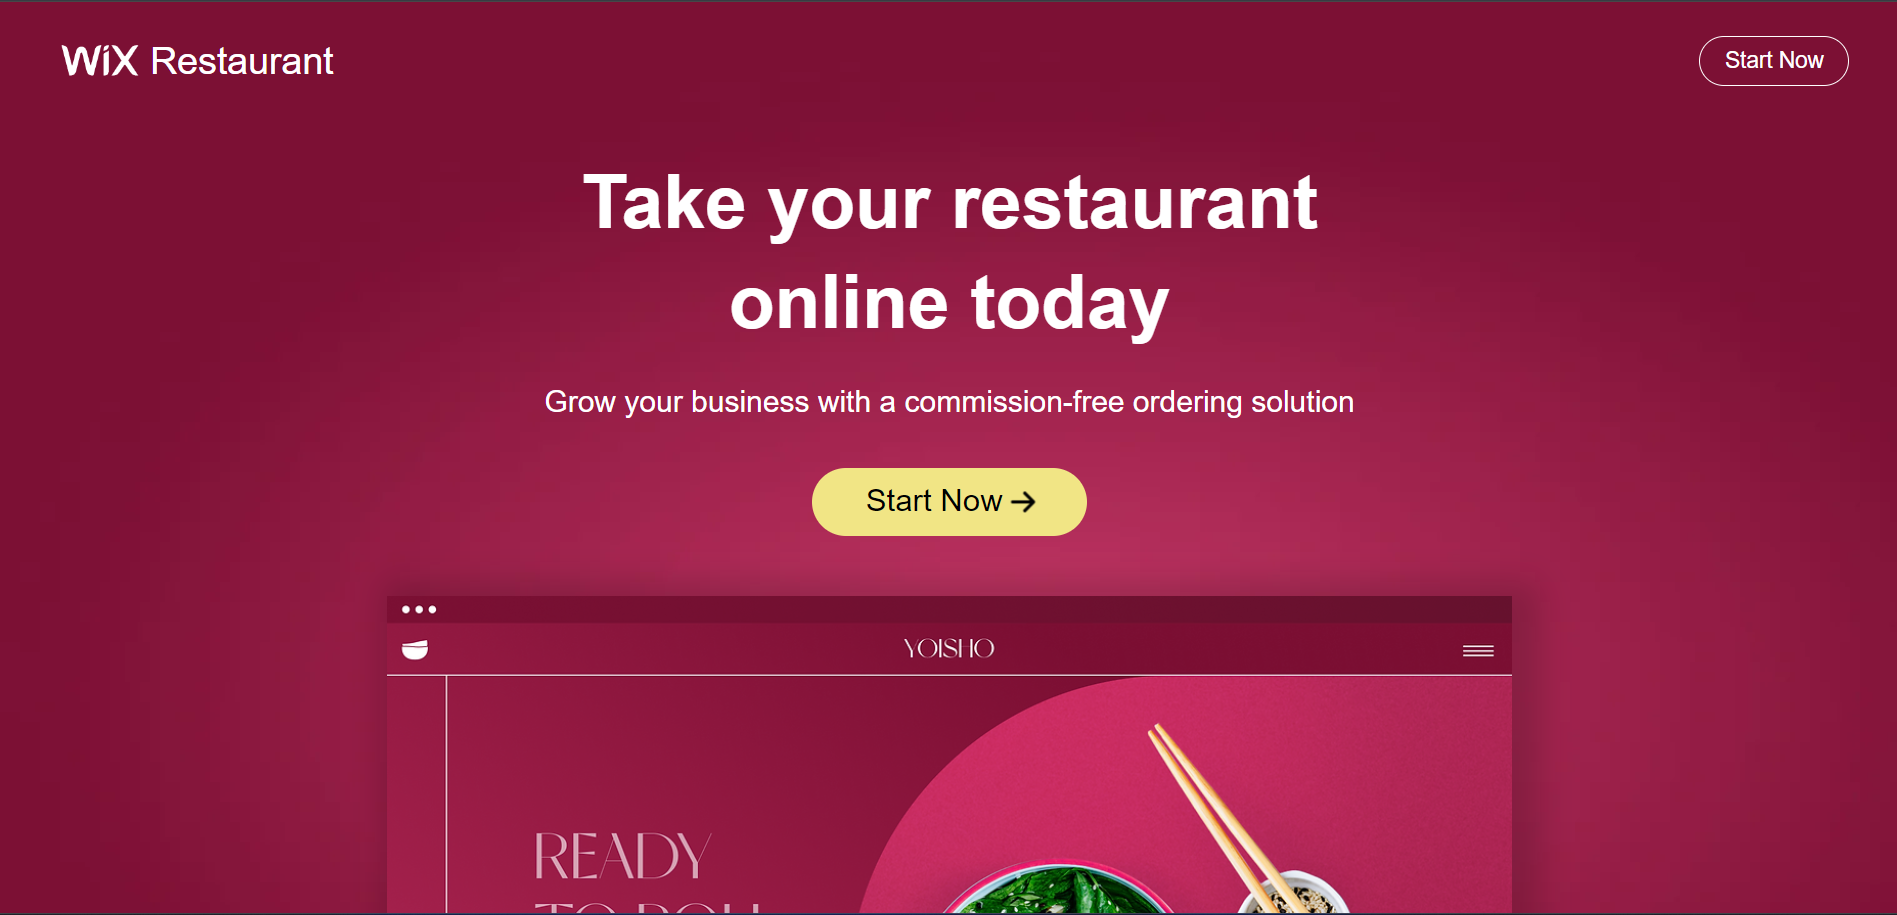 WiX Restaurant
Start Now
Take your restaurant
online today
Grow your business with a commission-free ordering solution
Start Now
YOISHO
READY